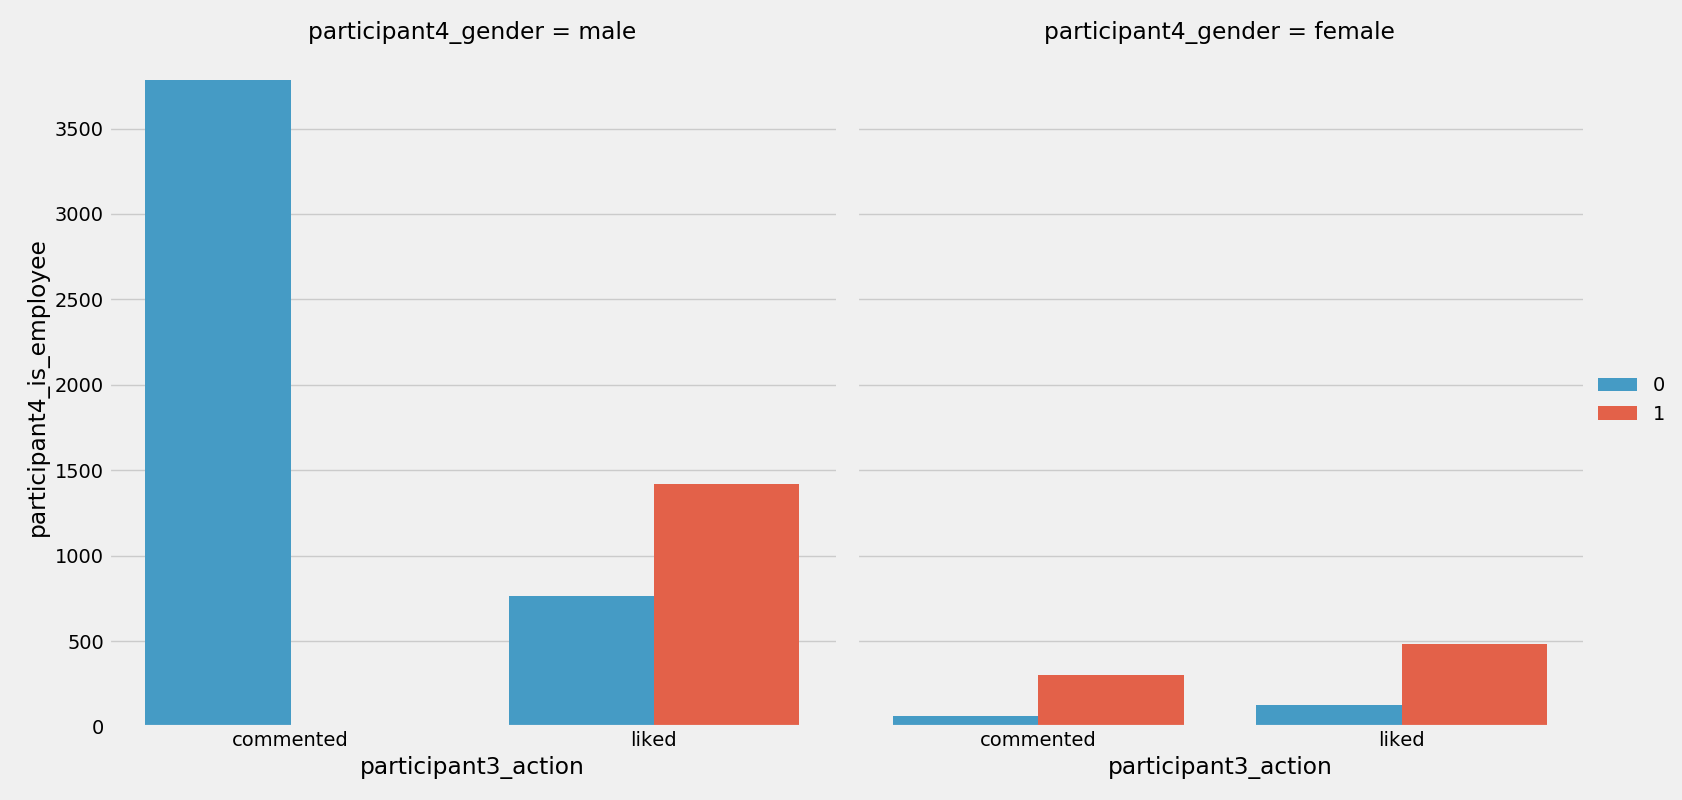 participant4_gender = male
participant4_gender = female
participant4_is_employee
3500
3000
2500
2000
1500
1000
500
0
commented
liked
commented
liked
participant3_action
participant3_action
0
1